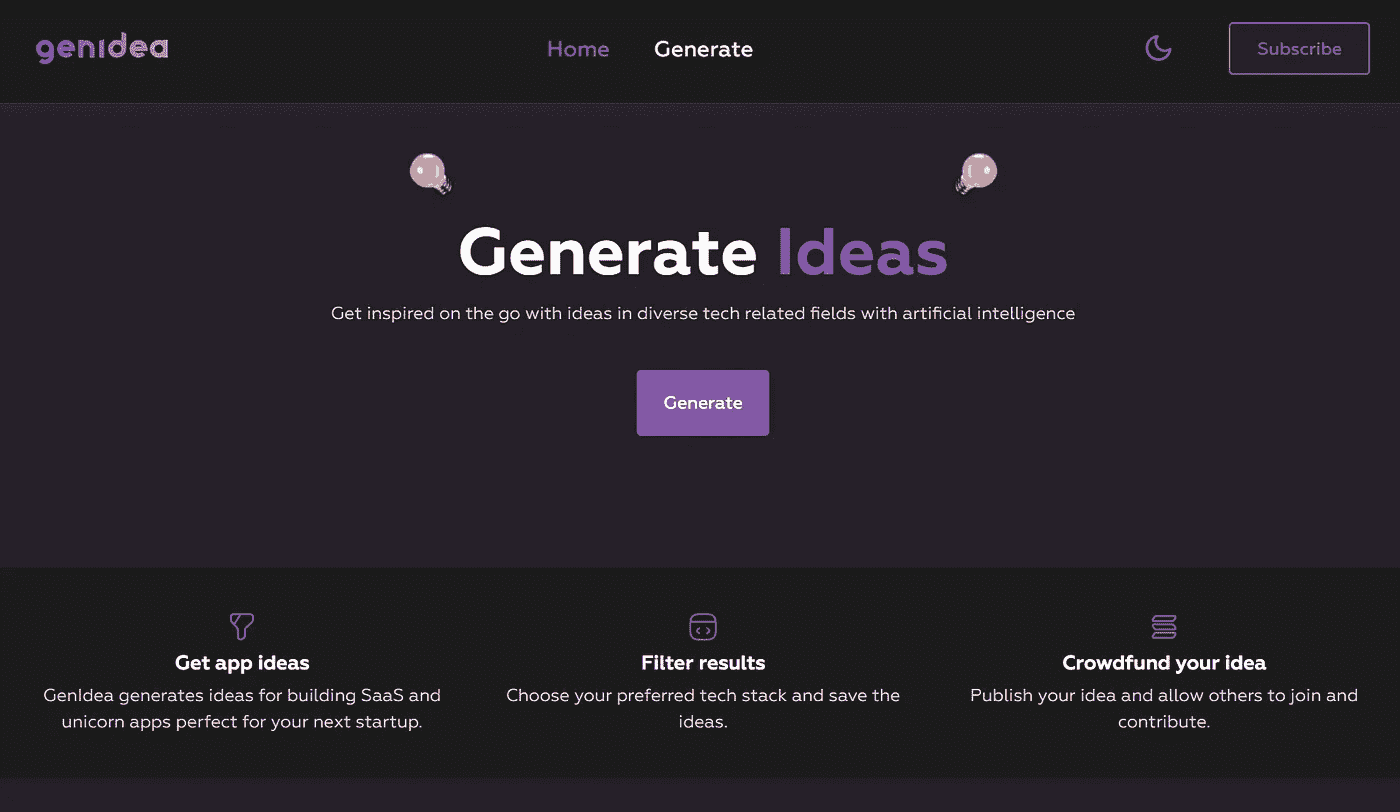 genidea
Home
Generate
Subscribe
Generate Ideas
Get inspired on the go with ideas in diverse tech related fields with artificial intelligence
Generate
Get app ideas
GenIdea generates ideas for building SaaS and
unicorn apps perfect for your next startup.
Filter results
Choose your preferred tech stack and save the
ideas.
Crowdfund your idea
Publish your idea and allow others to join and
contribute.